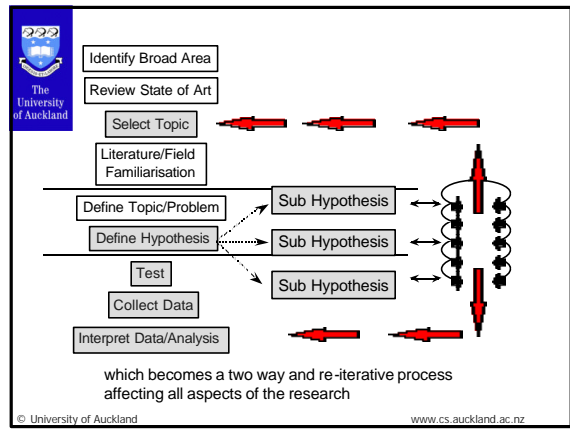 The
University
of Auckland
Identify Broad Area
Review State of Art
Select Topic
Literature/Field
Familiarisation
Define Topic/Problem
Define Hypothesis
Test
Collect Data
Interpret Data/Analysis
Sub Hypothesis
Sub Hypothesis
Sub Hypothesis
which becomes a two way and re-iterative process
affecting all aspects of the research
© University of Auckland
www.cs.auckland.ac.nz